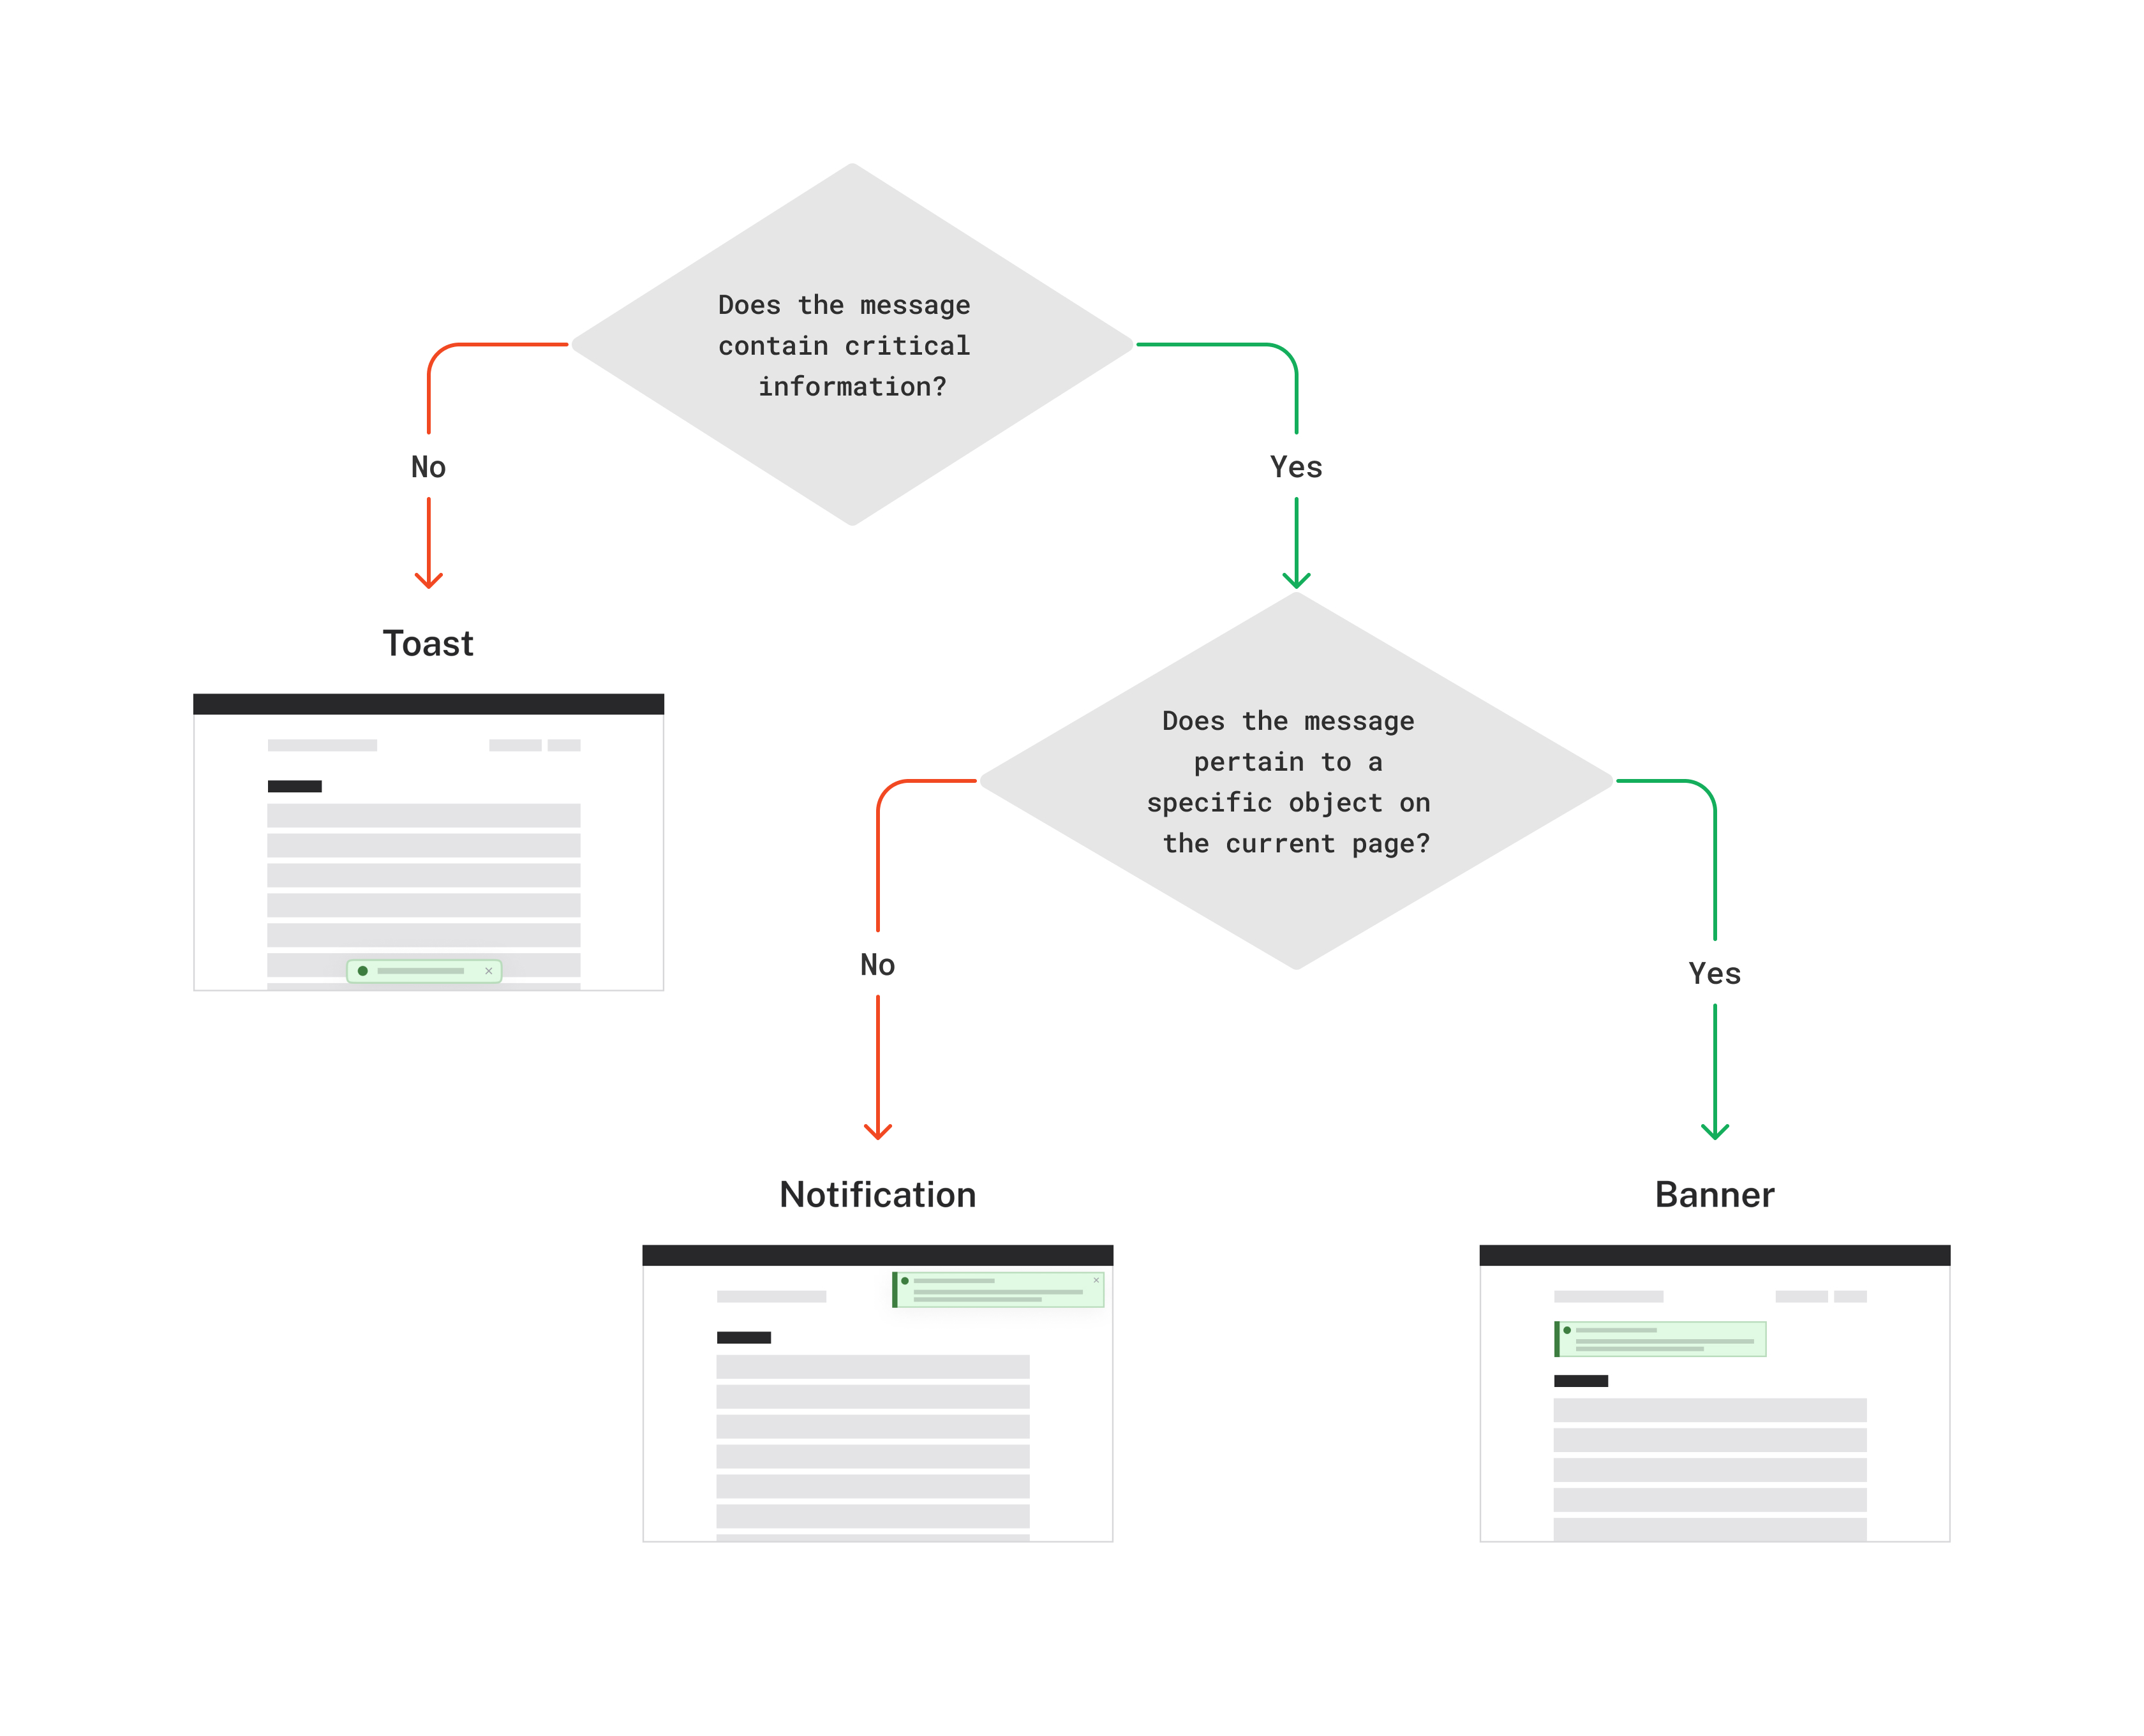 Does the message
contain critical
information?
No
Yes
Toast
Does the message
pertain to a
specific object on
the current page?
No
Yes
Notification
Banner